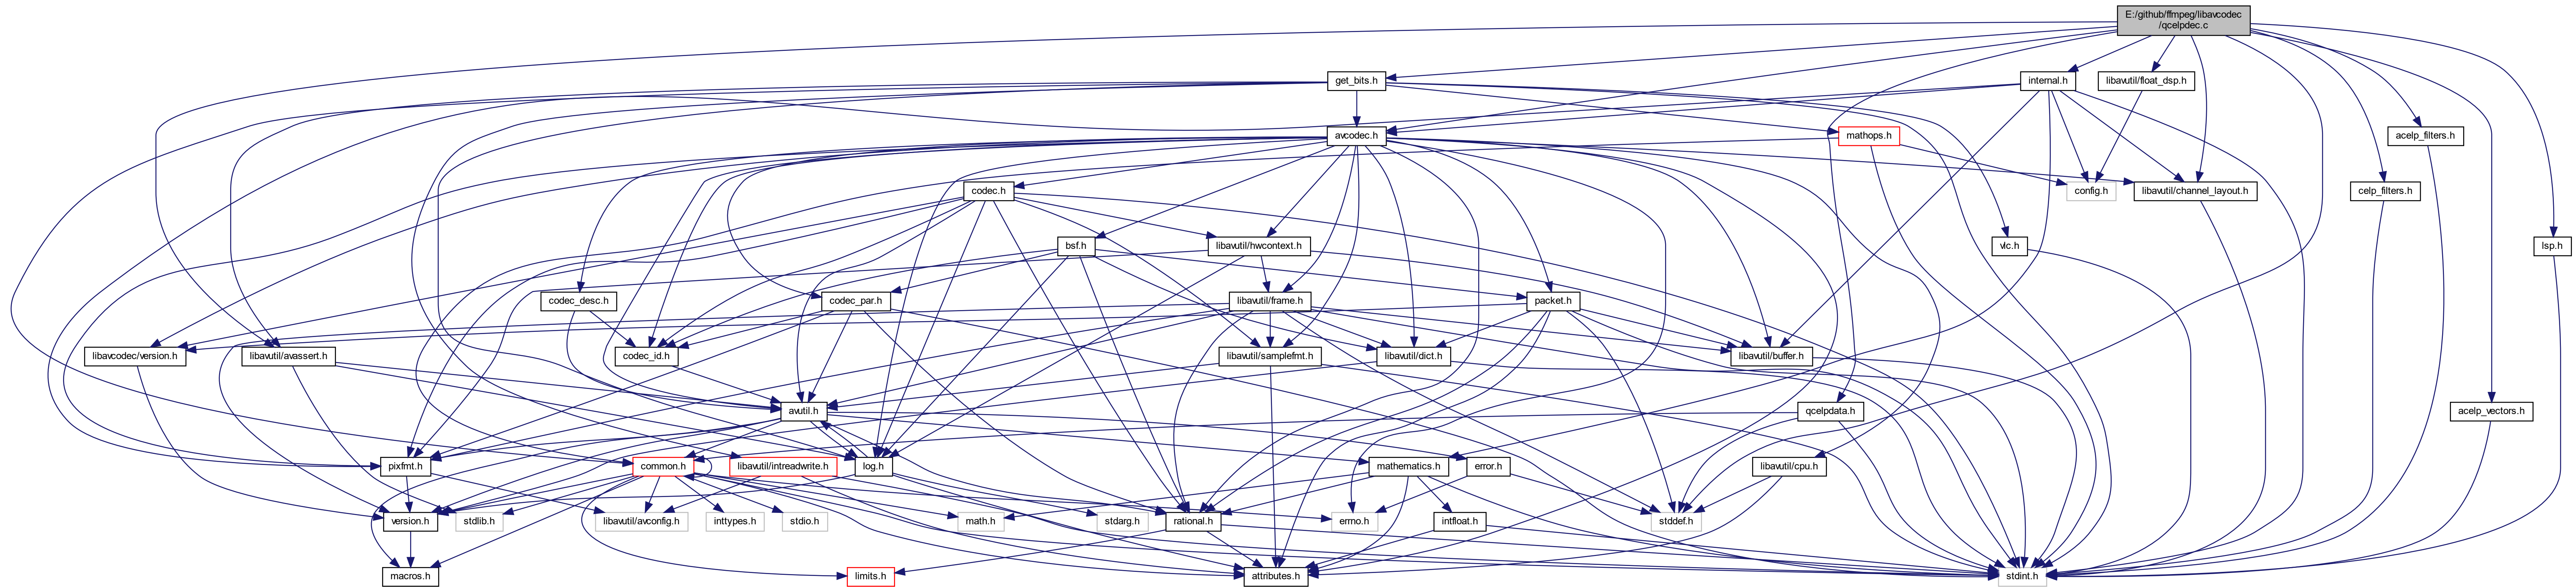 E:/github/ffmpeg/libavcodec
/qcelpdec.c
get_bits.h
internal.h
libavutil/float_dsp.h
avcodec.h
mathops.h
acelp_filters.h
codec.h
config.h
libavutil/channel_layout.h
celp_filters.h
bsf.h
libavutil/hwcontext.h
vlc.h
lsp.h
codec_desc.h
codec_par.h
libavutil/frame.h
packet.h
libavcodec/version.h
libavutil/avassert.h
codec_id.h
libavutil/samplefmt.h
libavutil/dict.h
libavutil/buffer.h
avutil.h
qcelpdata.h
acelp_vectors.h
pixfmt.h
common.h
libavutil/intreadwrite.h
log.h
mathematics.h
error.h
libavutil/cpu.h
version.h
stdlib.h
libavutil/avconfig.h
inttypes.h
stdio.h
math.h
stdarg.h
rational.h
errno.h
intfloat.h
stddef.h
macros.h
limits.h
attributes.h
stdint.h